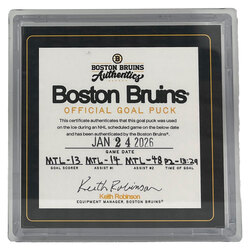 B
BOSTON BRUINS
Authentics
Boston Bruins®
OFFICIAL GOAL PUCK
This certificate authenticates that this goal puck was used
on the ice during an NHL scheduled game on the below date
and has been authenticated by the Boston Bruins®.
JAN 24 2026
GAME DATE
MTL-13 MTL-14 MTL-48 P2-13:29
GOAL SCORER ASSIST #1 ASSIST #2 TIME OF GOAL
Keith Robinson
Keith Robinson
EQUIPMENT MANAGER, BOSTON BRUINS®